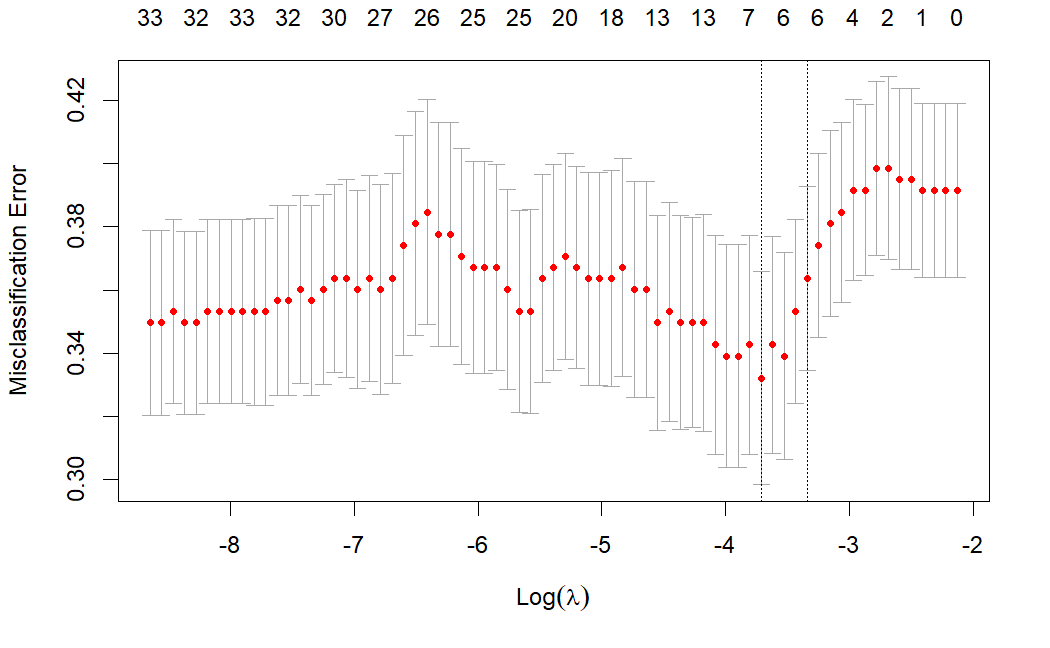 33 32 33 32 30 27 26 25 25 20 18 13 13 7 6 6 4 2 1 0
0.42
0.38
0.34
0.30
Misclassification Error
-8 -7 -6 -5 -4 -3 -2
Log(λ)